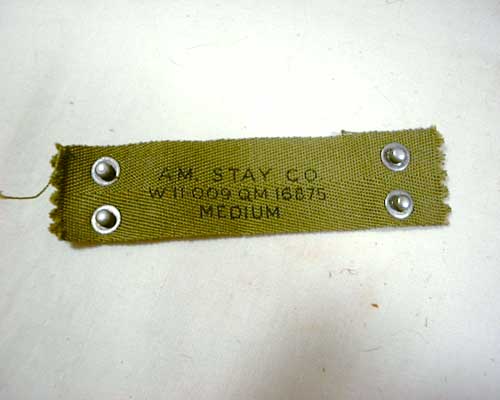 AM. STAY CO.
W 11 009 QM 16875
MEDIUM